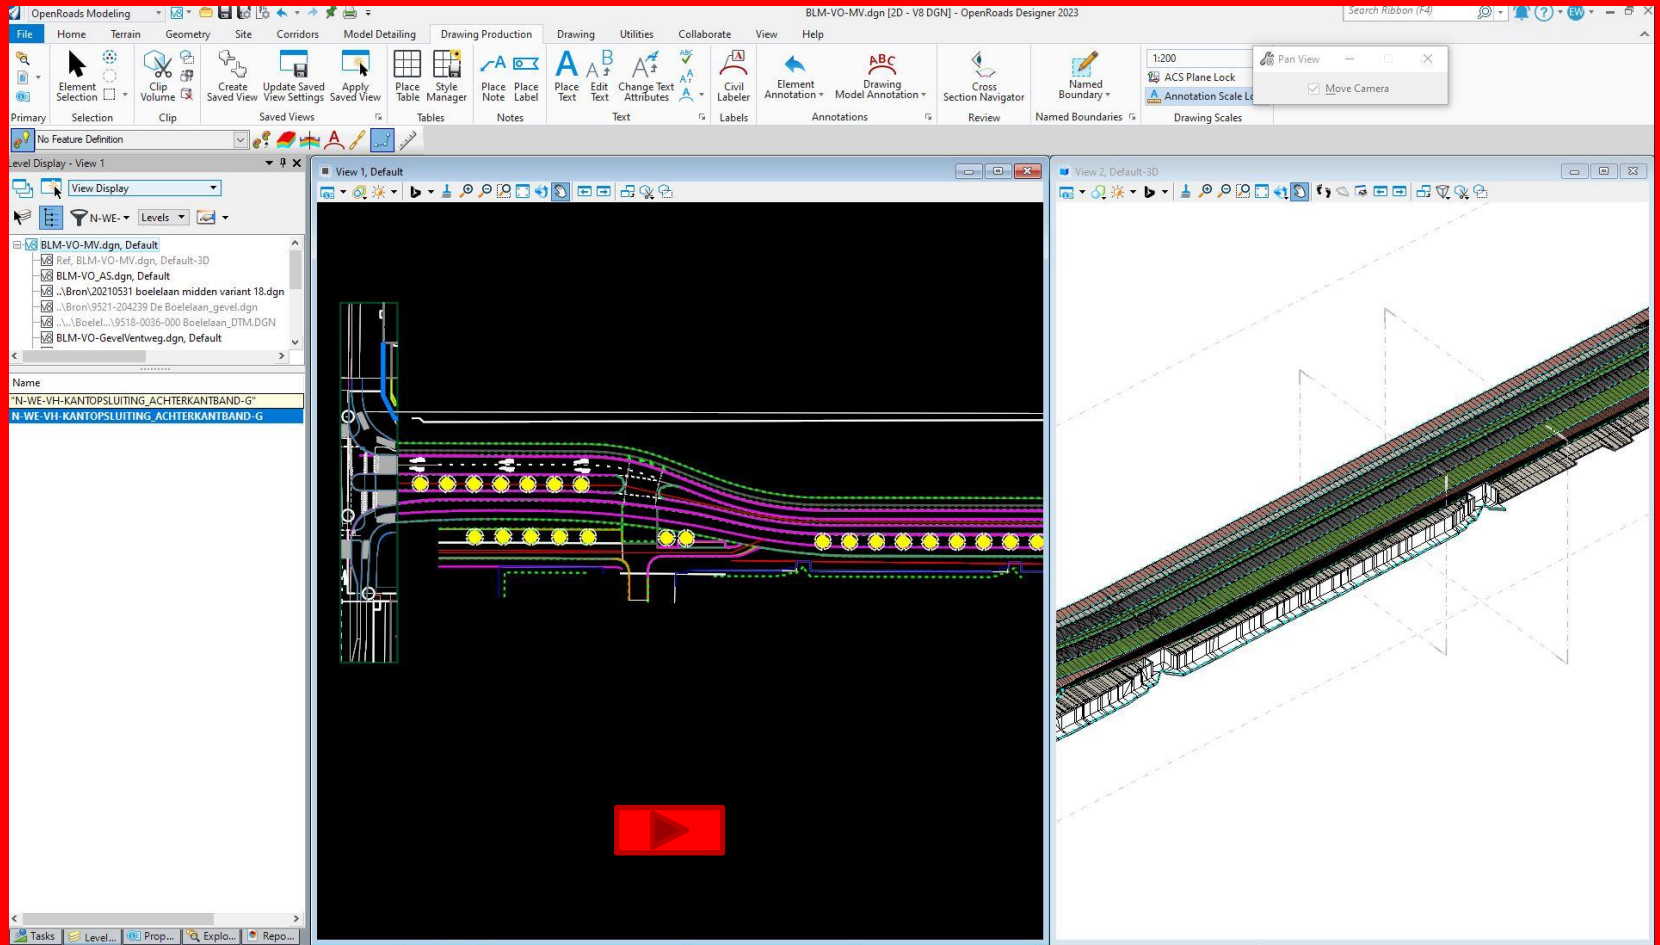 OpenRoads Modeling
BLM-VO-MV.dgn [2D - V8 DGN] - OpenRoads Designer 2023
Search Ribbon (F4)
EW
File Home Terrain Geometry Site Corridors Model Detailing Drawing Production Drawing Utilities Collaborate View Help
Element Selection
Clip Volume
Create Saved View
Update Saved View Settings
Apply Saved View
Place Table
Style Manager
Place Note
Place Label
Place Text
Edit Text
Change Text Attributes
Civil Labeler
Element Annotation
Drawing Model Annotation
Cross Section Navigator
Named Boundary
1:200
ACS Plane Lock
Annotation Scale Lo
Primary Selection Clip Saved Views Tables Notes Text Labels Annotations Review Named Boundaries Drawing Scales
Pan View
Move Camera
No Feature Definition
Level Display - View 1
View Display
N-WE- Levels
BLM-VO-MV.dgn, Default
Ref, BLM-VO-MV.dgn, Default-3D
BLM-VO_AS.dgn, Default
..\Bron\20210531 boelelaan midden variant 18.dgn
..\Bron\9521-204239 De Boelelaan_gevel.dgn
..\..\Boelel...\9518-0036-000 Boelelaan_DTM.DGN
BLM-VO-GevelVentweg.dgn, Default
Name
"N-WE-VH-KANTOPSLUITING_ACHTERKANTBAND-G"
N-WE-VH-KANTOPSLUITING_ACHTERKANTBAND-G
Tasks Level... Prop... Explo... Repo...
View 1, Default
View 2, Default-3D